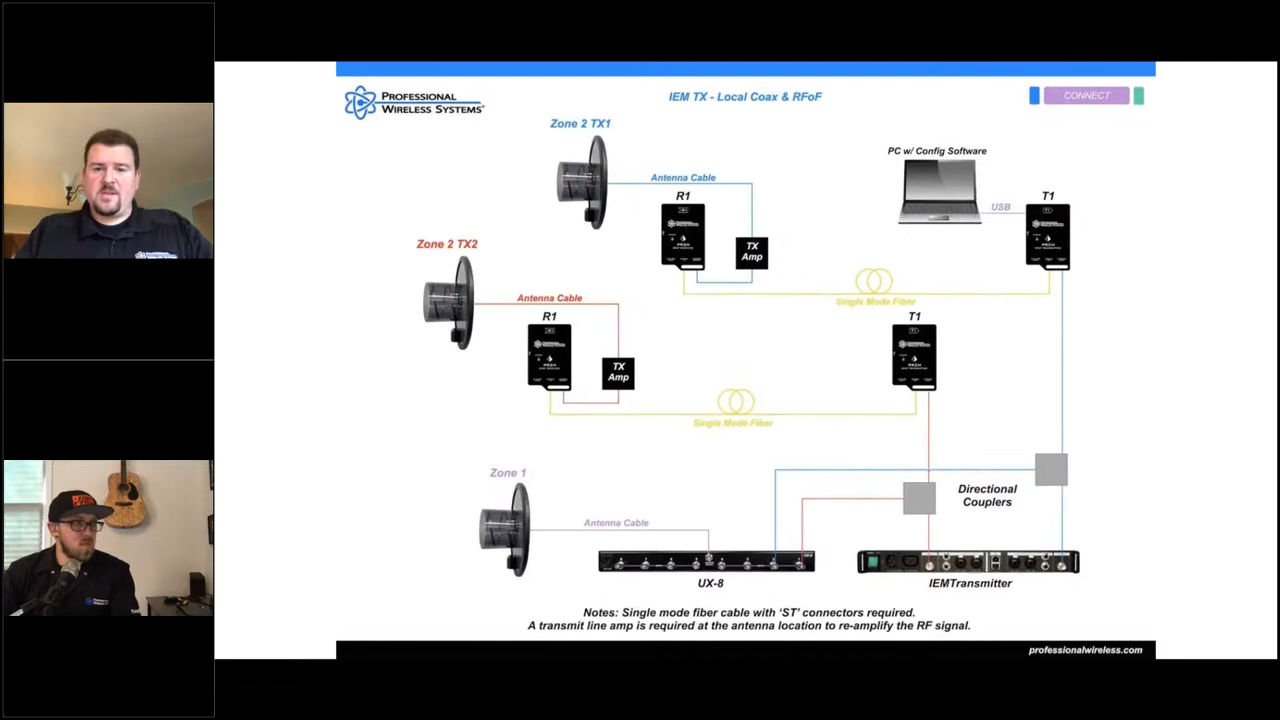 PROFESSIONAL
WIRELESS SYSTEMS
IEM TX - Local Coax & RFoF
CONNECT
Zone 2 TX1
Antenna Cable
R1
TX
Amp
PC w/ Config Software
USB
T1
Single Mode Fiber
Zone 2 TX2
Antenna Cable
R1
TX
Amp
T1
Single Mode Fiber
Zone 1
Antenna Cable
UX-8
Directional
Couplers
IEMTransmitter
Notes: Single mode fiber cable with ‘ST’ connectors required.
A transmit line amp is required at the antenna location to re-amplify the RF signal.
professionalwireless.com